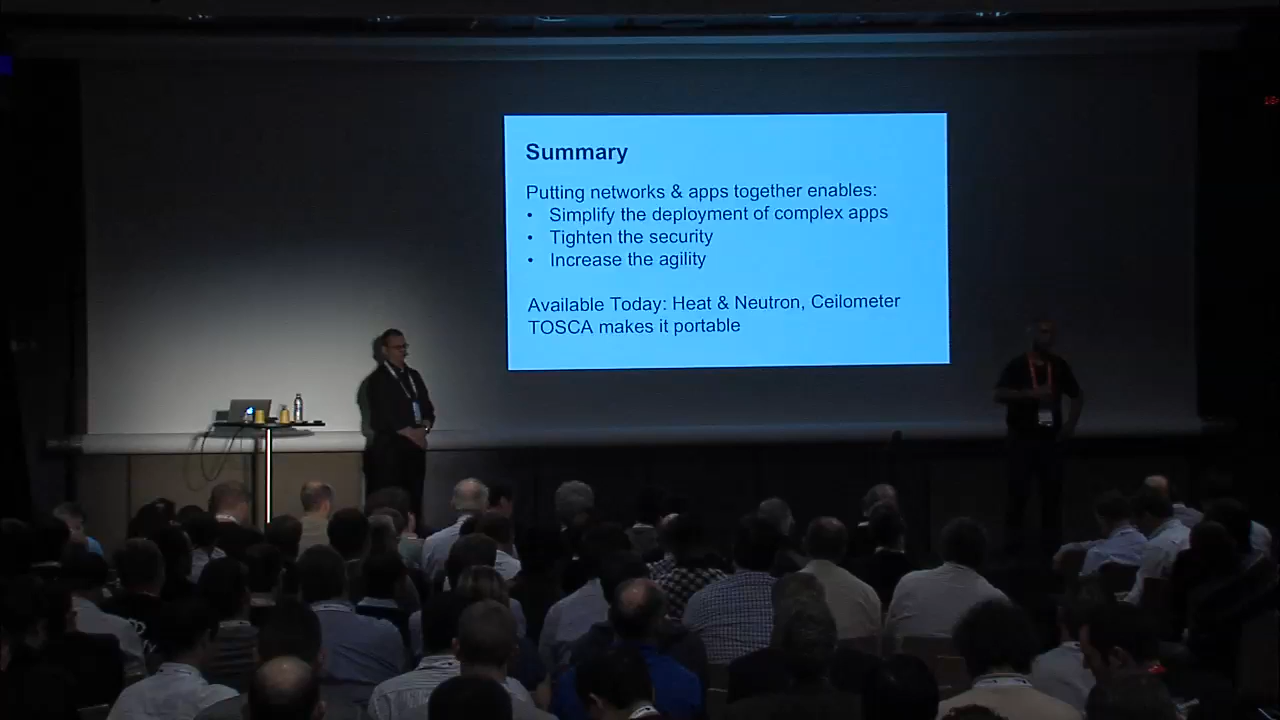 Summary
Putting networks & apps together enables:
• Simplify the deployment of complex apps
• Tighten the security
• Increase the agility
Available Today: Heat & Neutron, Ceilometer
TOSCA makes it portable